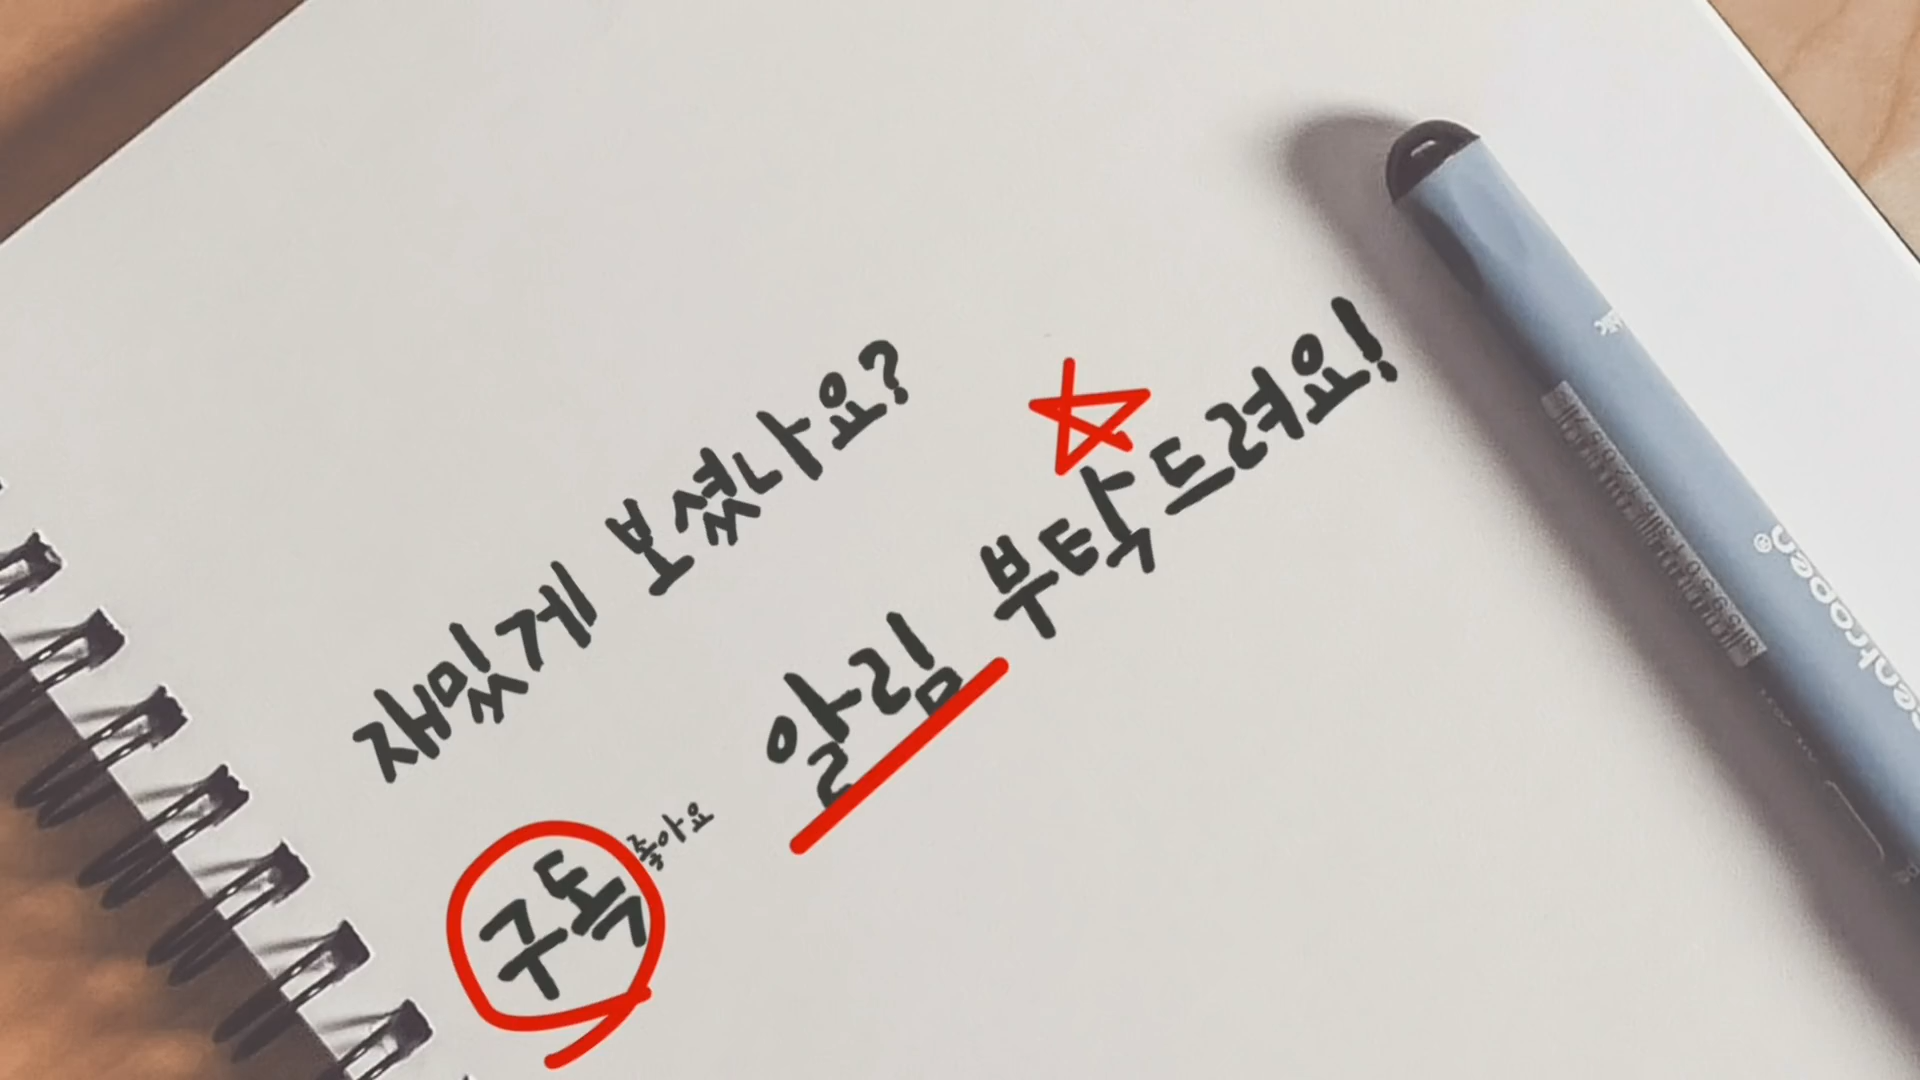 재밌게 보셨나요?
구독 좋아요 알림 부탁드려요!
centropen